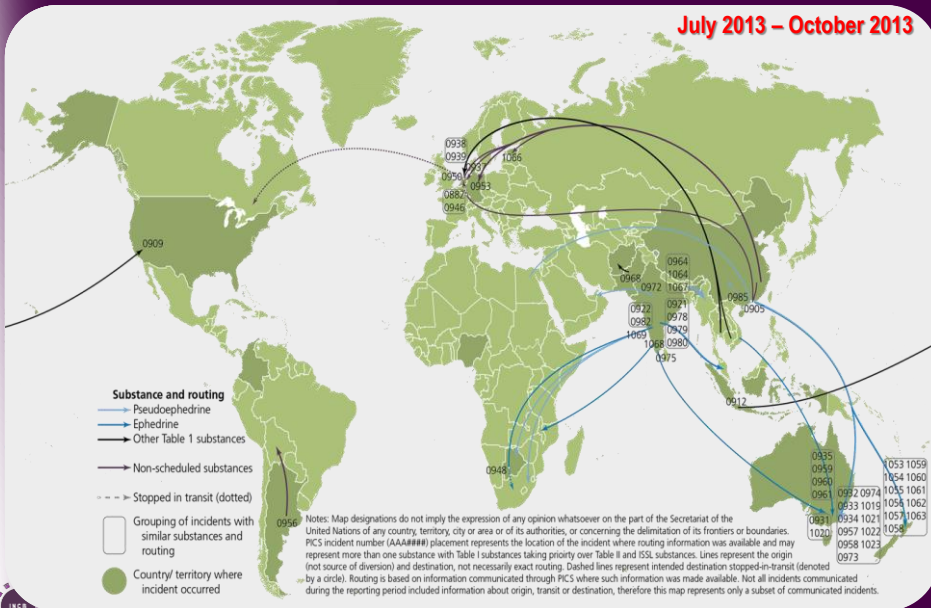 July 2013 – October 2013
0938
0939
0937
1066
0950
0953
0882
0946
0909
0968
0972
0964
1064
1067
0985
0905
0922
0982
1069
0921
0978
0979
0980
1068
0975
0912
0948
0956
0935
0959
0960
0961
0931
1020
0932 0974
0933 1019
0934 1021
0957 1022
0958 1023
0973
1053 1059
1054 1060
1055 1061
1056 1062
1057 1063
1058
Substance and routing
Pseudoephedrine
Ephedrine
Other Table 1 substances
Non-scheduled substances
Stopped in transit (dotted)
Grouping of incidents with
similar substances and
routing
Country/ territory where
incident occurred
Notes: Map designations do not imply the expression of any opinion whatsoever on the part of the Secretariat of the
United Nations of any country, territory, city or area or of its authorities, or concerning the delimitation of its frontiers or boundaries.
PICS incident number (AAA####) placement represents the location of the incident where routing information was available and may
represent more than one substance with Table I substances taking prioirty over Table II and ISSL substances. Lines represent the origin
(not source of diversion) and destination, not necessarily exact routing. Dashed lines represent intended destination stopped-in-transit (denoted
by a circle). Routing is based on information communicated through PICS where such information was made available. Not all incidents communicated
during the reporting period included information about origin, transit or destination, therefore this map represents only a subset of communicated incidents.
INCB